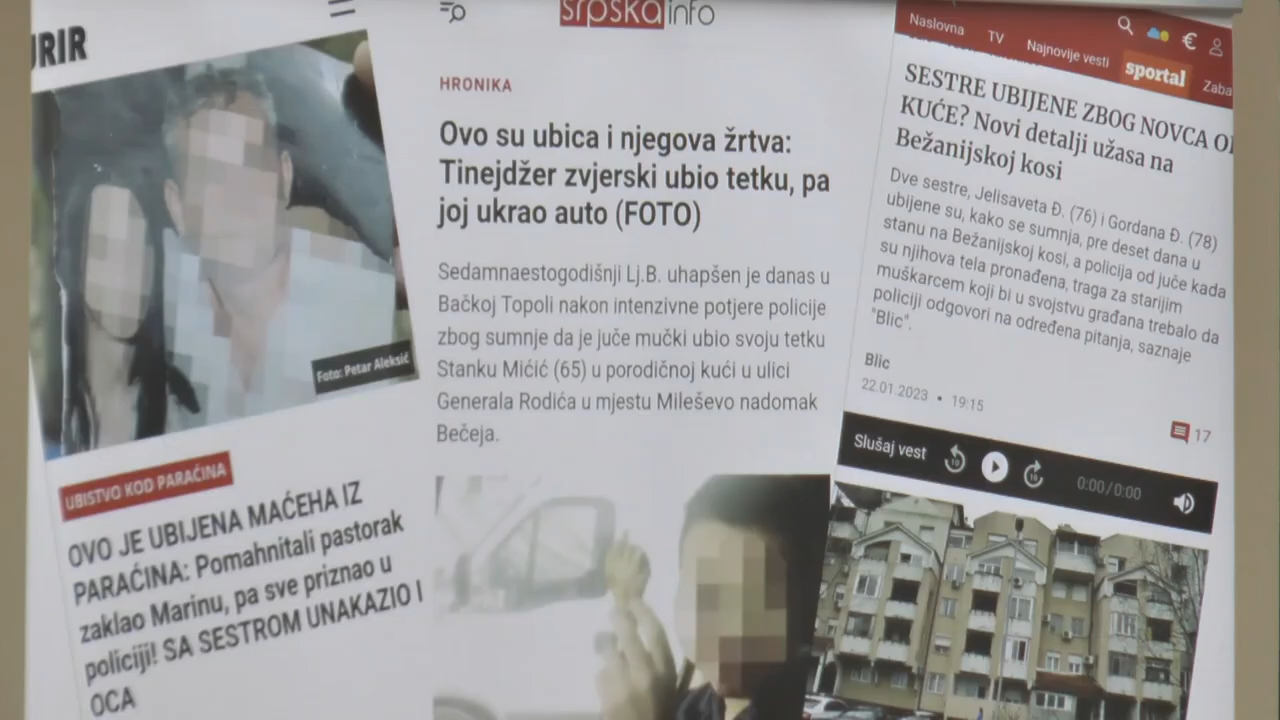 URIR
Foto: Petar Aleksić
UBISTVO KOD PARAĆINA
OVO JE UBIJENA MAĆEHA IZ
PARAĆINA: Pomahnitali pastorak
zaklao Marinu, pa sve priznao u
policiji! SA SESTROM UNAKAZIO I
OCA
srpskainfo
HRONIKA
Ovo su ubica i njegova žrtva:
Tinejdžer zvjerski ubio tetku, pa
joj ukrao auto (FOTO)
Sedamnaestogodišnji Lj.B. uhapšen je danas u
Bačkoj Topoli nakon intenzivne potjere policije
zbog sumnje da je juče mučki ubio svoju tetku
Stanku Mićić (65) u porodičnoj kući u ulici
Generala Rodića u mjestu Mileševo nadomak
Bečeja.
Naslovna TV Najnovije vesti sportal Zaba
€
SESTRE UBIJENE ZBOG NOVCA O
KUĆE? Novi detalji užasa na
Bežanijskoj kosi
Dve sestre, Jelisaveta Đ. (76) i Gordana Đ. (78)
ubijene su, kako se sumnja, pre deset dana u
stanu na Bežanijskoj kosi, a policija od juče kada
su njihova tela pronađena, traga za starijim
muškarcem koji bi u svojstvu građana trebalo da
policiji odgovori na određena pitanja, saznaje
"Blic".
Blic
22.01.2023 • 19:15
17
Slušaj vest 10 10 0:00/0:00